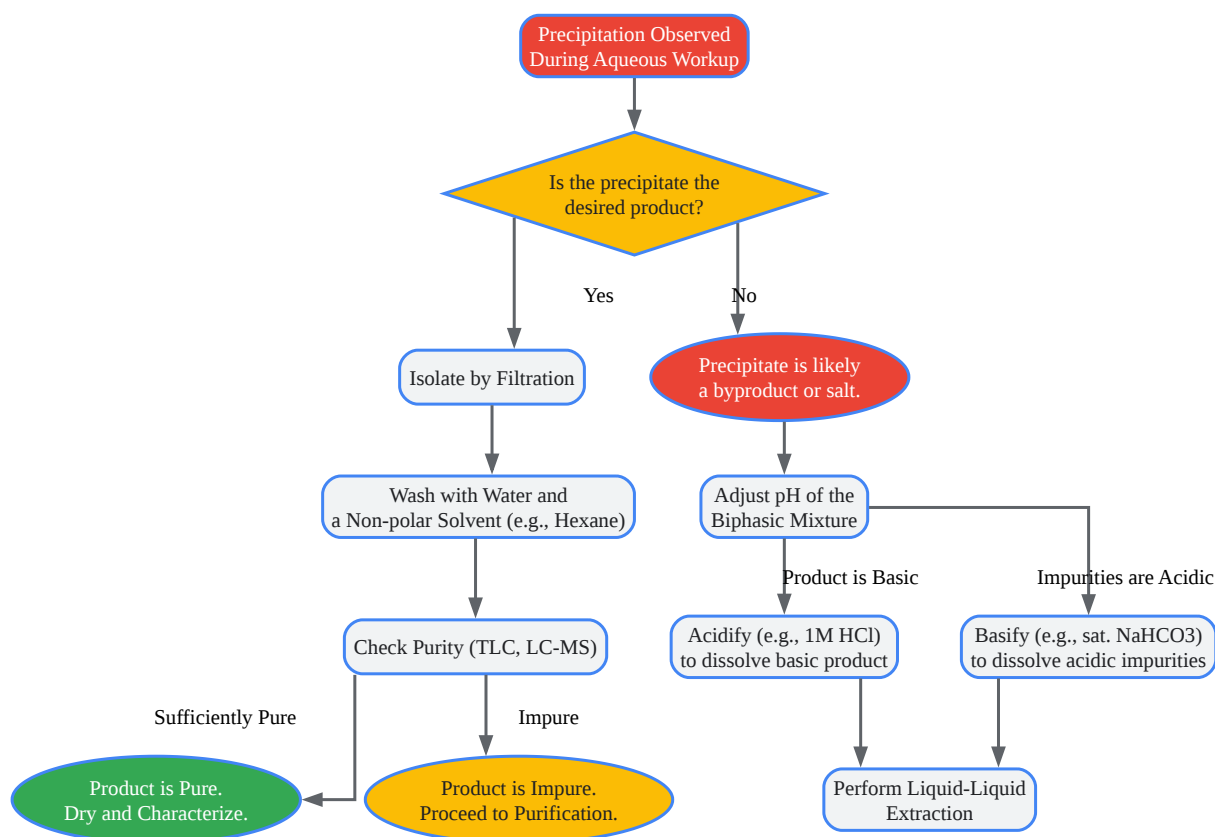 Precipitation Observed
During Aqueous Workup
Is the precipitate the
desired product?
Yes
No
Isolate by Filtration
Precipitate is likely
a byproduct or salt.
Wash with Water and
a Non-polar Solvent (e.g., Hexane)
Adjust pH of the
Biphasic Mixture
Product is Basic
Impurities are Acidic
Check Purity (TLC, LC-MS)
Acidify (e.g., 1M HCl)
to dissolve basic product
Basify (e.g., sat. NaHCO3)
to dissolve acidic impurities
Sufficiently Pure
Impure
Product is Pure.
Dry and Characterize.
Product is Impure.
Proceed to Purification.
Perform Liquid-Liquid
Extraction